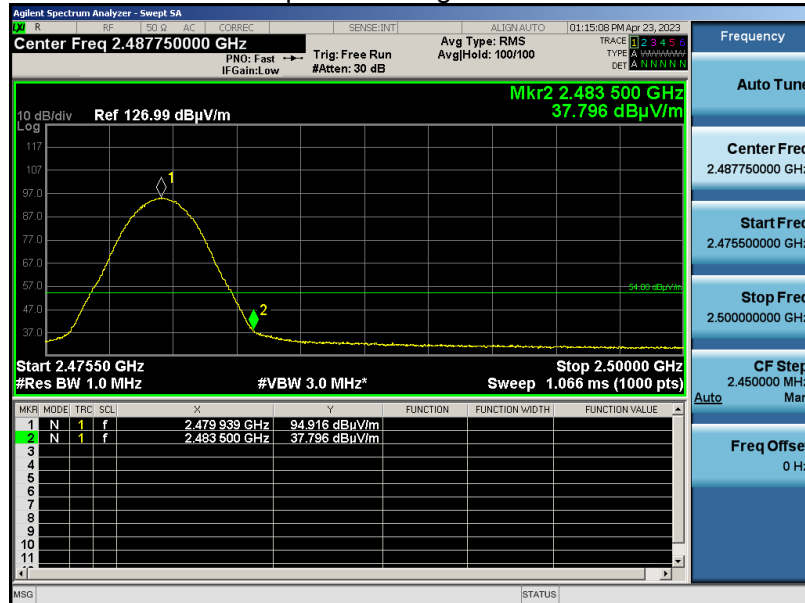 Agilent Spectrum Analyzer - Swept SA
LXI R RF 50 Ω AC CORREC SENSE:INT ALIGN AUTO 01:15:08 PM Apr 23, 2023
Center Freq 2.487750000 GHz
PNO: Fast
IFGain:Low
Trig: Free Run
#Atten: 30 dB
Avg Type: RMS
Avg|Hold: 100/100
TRACE 1 2 3 4 5 6
TYPE A WWWWW
DET A N N N N N
Mkr2 2.483 500 GHz
37.796 dBµV/m
10 dB/div Ref 126.99 dBµV/m
Log
117
107
97.0
87.0
77.0
67.0
57.0
47.0
37.0
1
2
54.00 dBµV/m
Start 2.47550 GHz Stop 2.50000 GHz
#Res BW 1.0 MHz #VBW 3.0 MHz* Sweep 1.066 ms (1000 pts)
MKR MODE TRC SCL X Y FUNCTION FUNCTION WIDTH FUNCTION VALUE
1 N 1 f 2.479 939 GHz 94.916 dBµV/m
2 N 1 f 2.483 500 GHz 37.796 dBµV/m
3
4
5
6
7
8
9
10
11
MSG STATUS
Frequency
Auto Tune
Center Freq
2.487750000 GHz
Start Freq
2.475500000 GHz
Stop Freq
2.500000000 GHz
CF Step
2.450000 MHz
Auto Man
Freq Offset
0 Hz